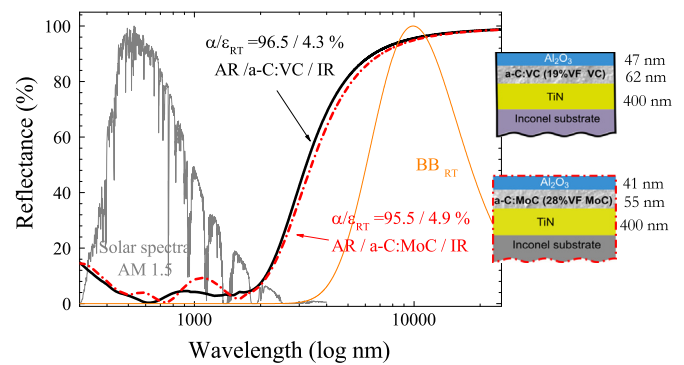 100
80
60
40
20
0
Reflectance (%)
1000
10000
Wavelength (log nm)
α/ε_RT = 96.5 / 4.3 %
AR /a-C:VC / IR
BB RT
α/ε_RT =95.5 / 4.9 %
AR / a-C:MoC / IR
Solar spectra
AM 1.5
Al₂O₃
47 nm
a-C:VC (19%VF VC)
62 nm
TiN
400 nm
Inconel substrate
Al₂O₃
41 nm
a-C:MoC (28%VF MoC)
55 nm
TiN
400 nm
Inconel substrate